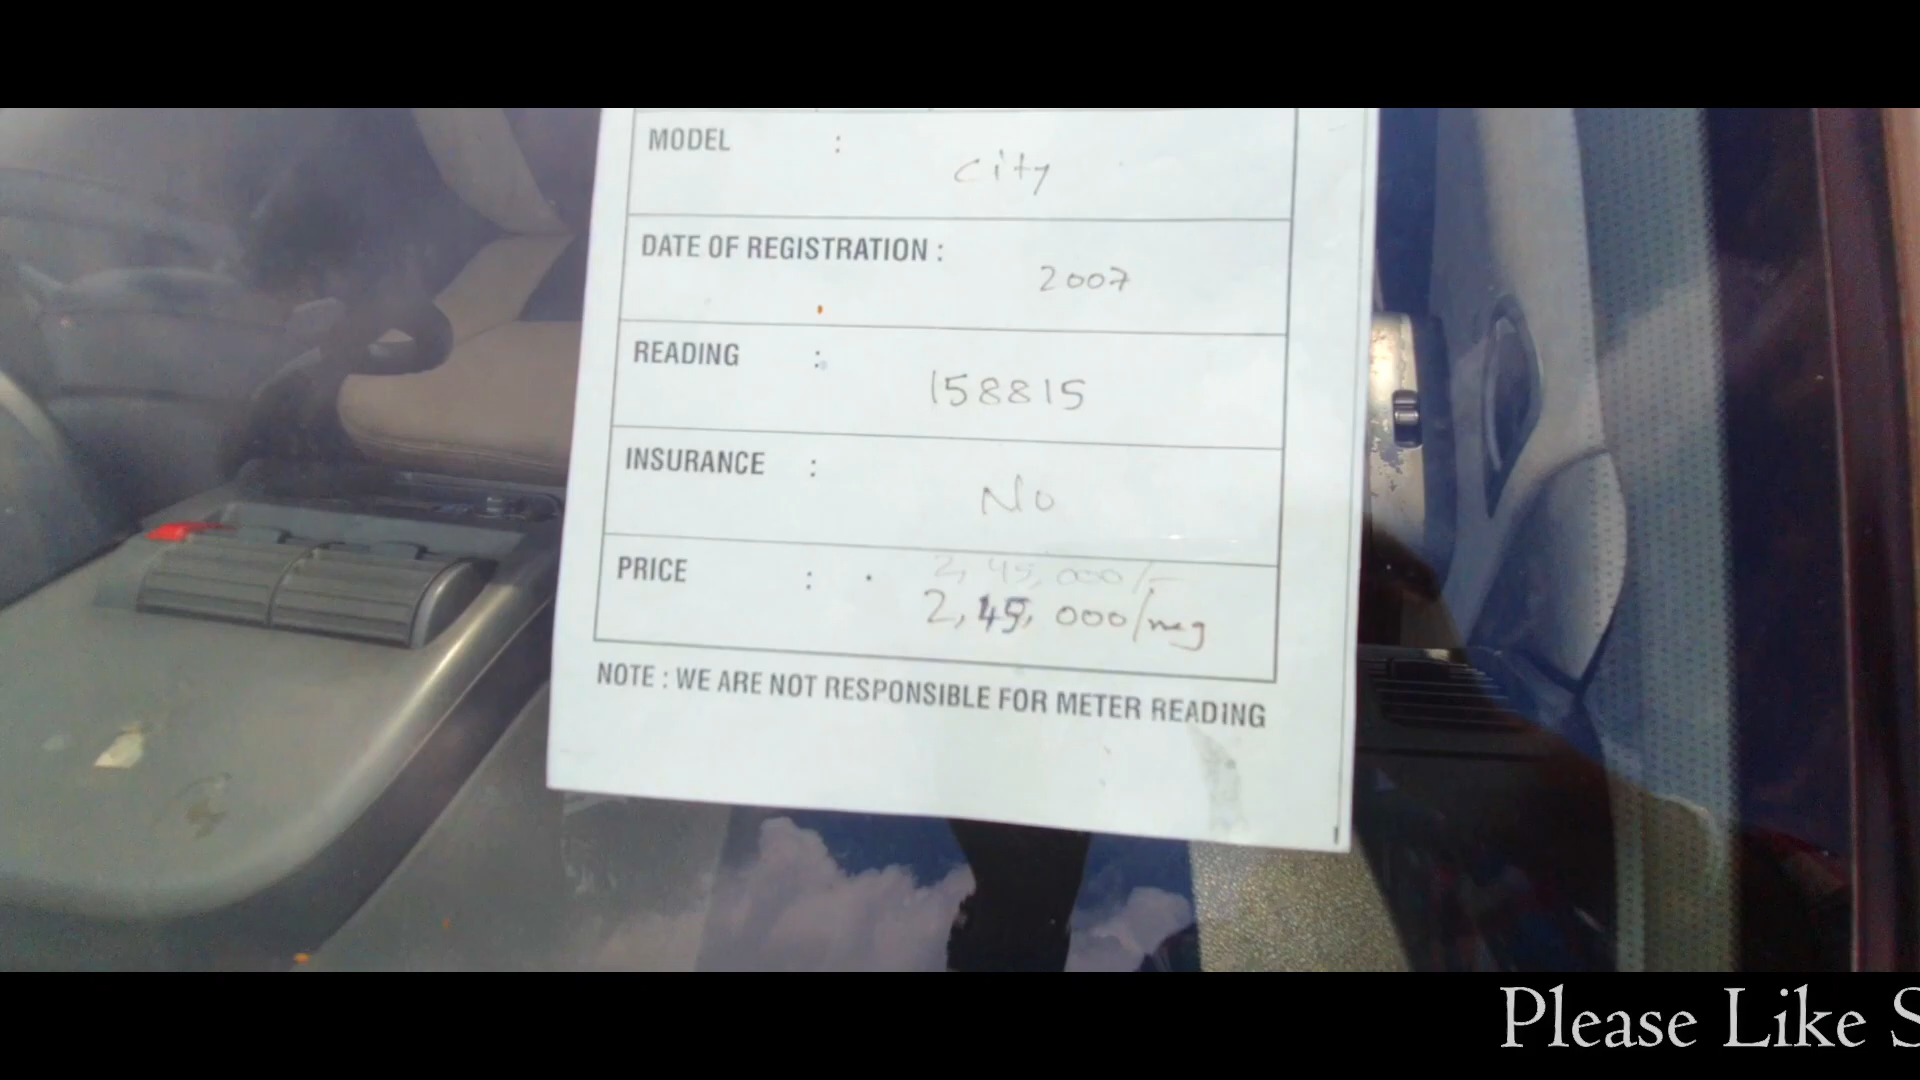 MODEL : City
DATE OF REGISTRATION : 2007
READING : 158815
INSURANCE : No
PRICE : 2,45,000/-
2,45,000/neg
NOTE : WE ARE NOT RESPONSIBLE FOR METER READING
Please Like S